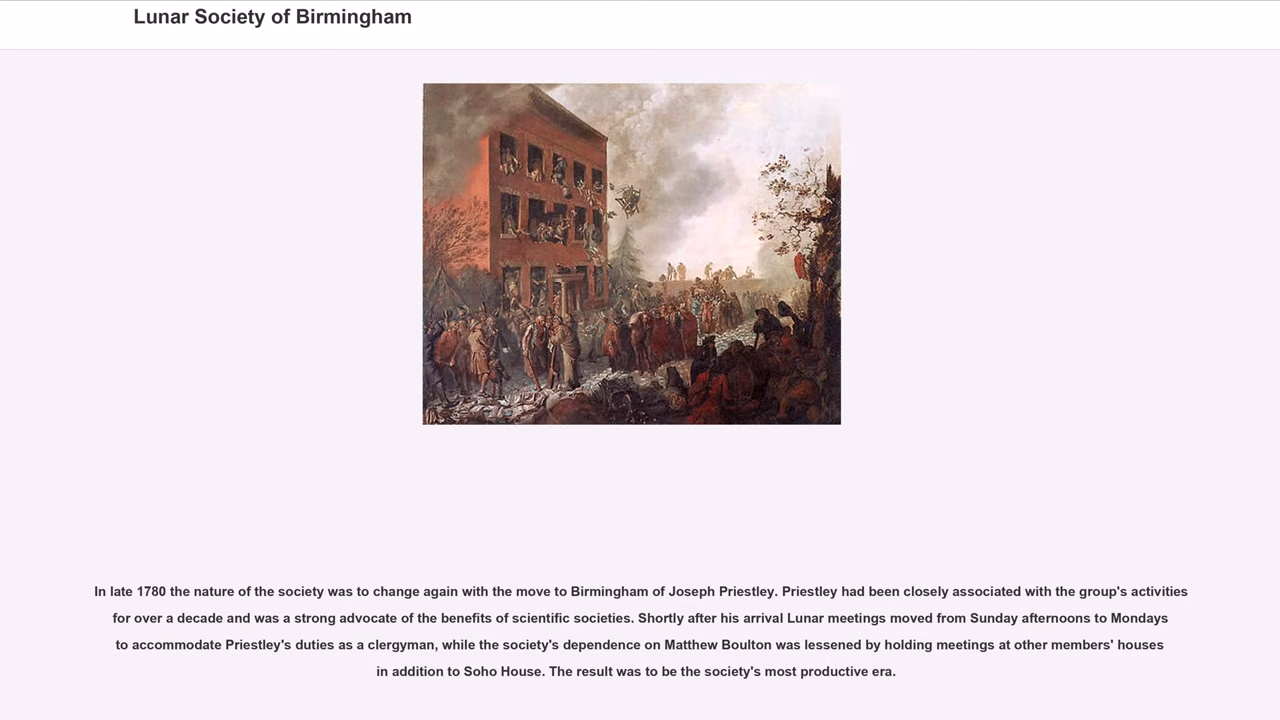 Lunar Society of Birmingham
In late 1780 the nature of the society was to change again with the move to Birmingham of Joseph Priestley. Priestley had been closely associated with the group's activities
for over a decade and was a strong advocate of the benefits of scientific societies. Shortly after his arrival Lunar meetings moved from Sunday afternoons to Mondays
to accommodate Priestley's duties as a clergyman, while the society's dependence on Matthew Boulton was lessened by holding meetings at other members' houses
in addition to Soho House. The result was to be the society's most productive era.